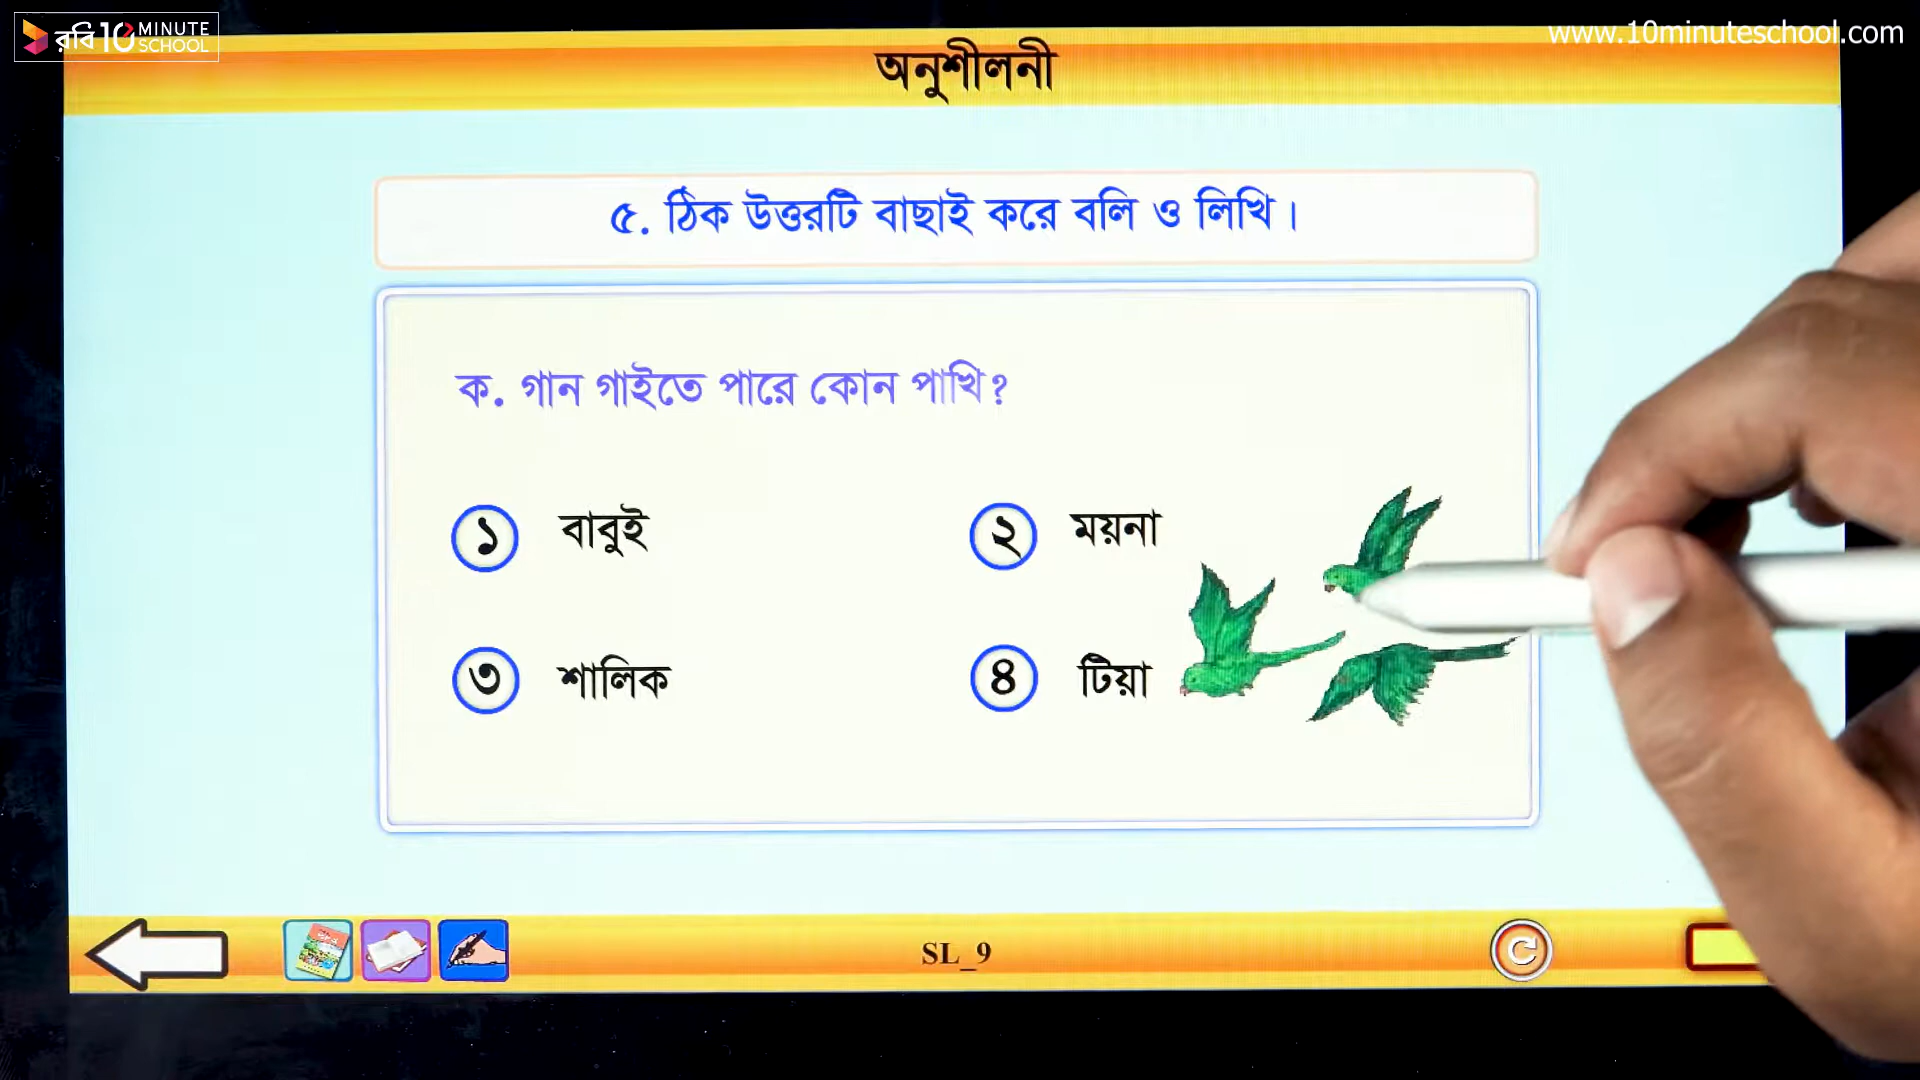 রবি 10 MINUTE SCHOOL
www.10minuteschool.com
অনুশীলনী
৫. ঠিক উত্তরটি বাছাই করে বলি ও লিখি।
ক. গান গাইতে পারে কোন পাখি?
১ বাবুই
২ ময়না
৩ শালিক
৪ টিয়া
SL_9